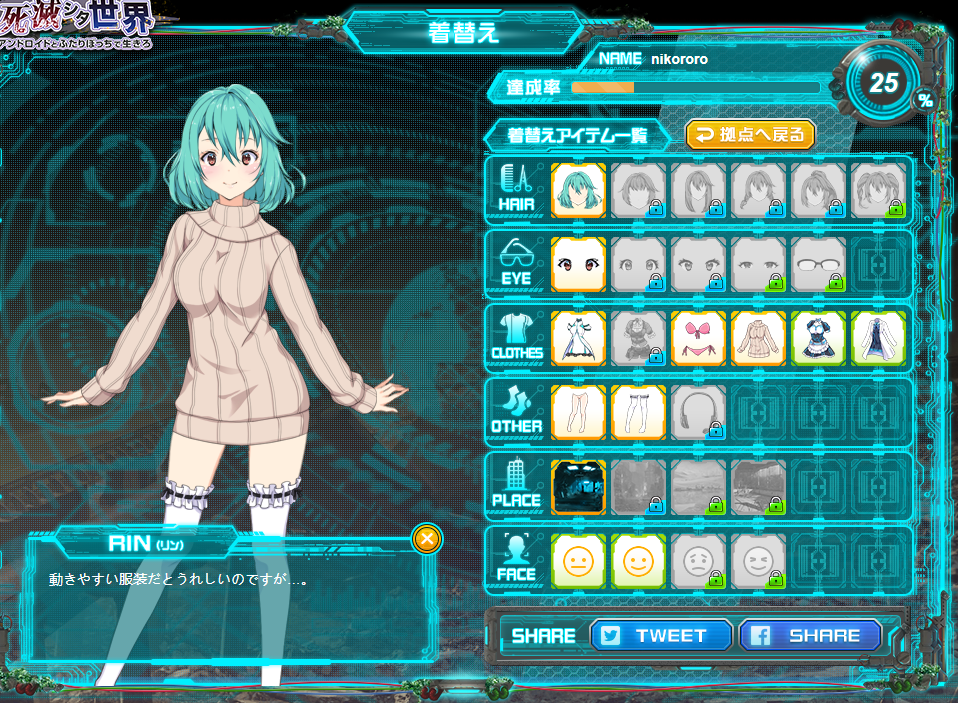 死滅シタ世界
アンドロイドとふたりぼっちで生きろ
着替え
NAME nikororo
達成率
25 %
着替えアイテム一覧
拠点へ戻る
HAIR
EYE
CLOTHES
OTHER
PLACE
FACE
RIN (リン)
動きやすい服装だとうれしいのですが…。
SHARE TWEET SHARE